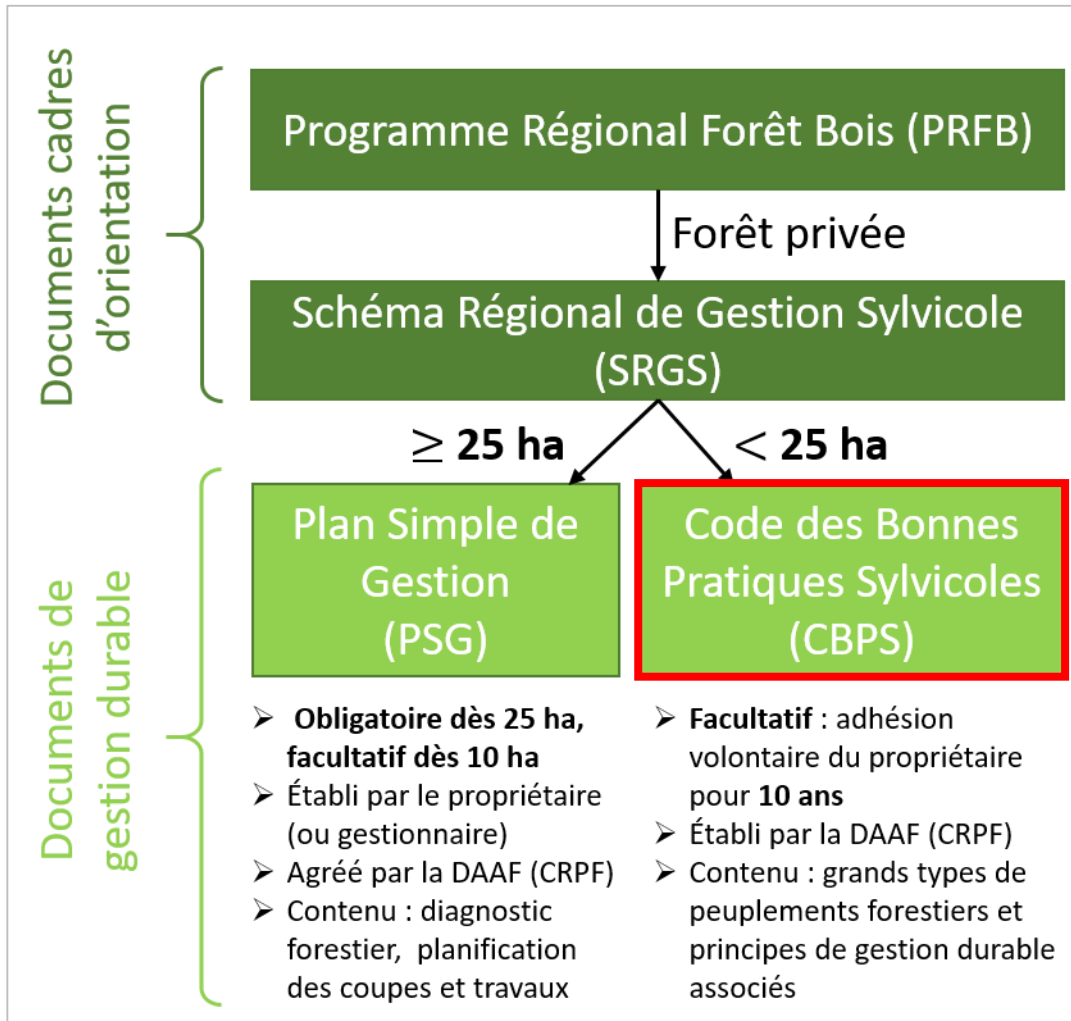 Documents cadres
d’orientation
Programme Régional Forêt Bois (PRFB)
Forêt privée
Schéma Régional de Gestion Sylvicole
(SRGS)
≥ 25 ha
< 25 ha
Documents de
gestion durable
Plan Simple de
Gestion
(PSG)
➢ Obligatoire dès 25 ha,
facultatif dès 10 ha
➢ Établi par le propriétaire
(ou gestionnaire)
➢ Agréé par la DAAF (CRPF)
➢ Contenu : diagnostic
forestier, planification
des coupes et travaux
Code des Bonnes
Pratiques Sylvicoles
(CBPS)
➢ Facultatif : adhésion
volontaire du propriétaire
pour 10 ans
➢ Établi par la DAAF (CRPF)
➢ Contenu : grands types de
peuplements forestiers et
principes de gestion durable
associés